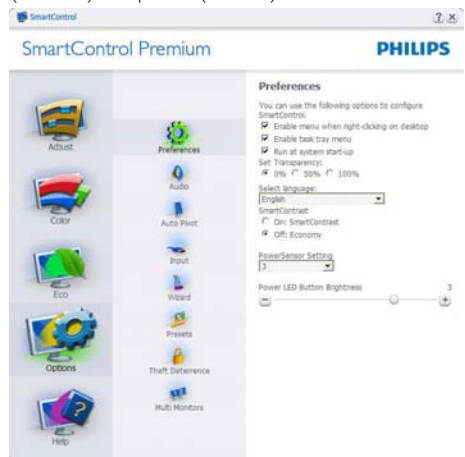 SmartControl
SmartControl Premium
PHILIPS
Adjust
Color
Eco
Options
Help
Preferences
Audio
Auto Pivot
Input
Wizard
Presets
Theft Deterrence
Multi Monitors
Preferences
You can use the following options to configure
SmartControl.
Enable menu when right-clicking on desktop
Enable task tray menu
Run at system start-up
Set Transparency:
0% 50% 100%
Select language:
English
SmartContrast
On: SmartContrast
Off: Economy
PowerSensor Setting
3
Power LED Button Brightness 3